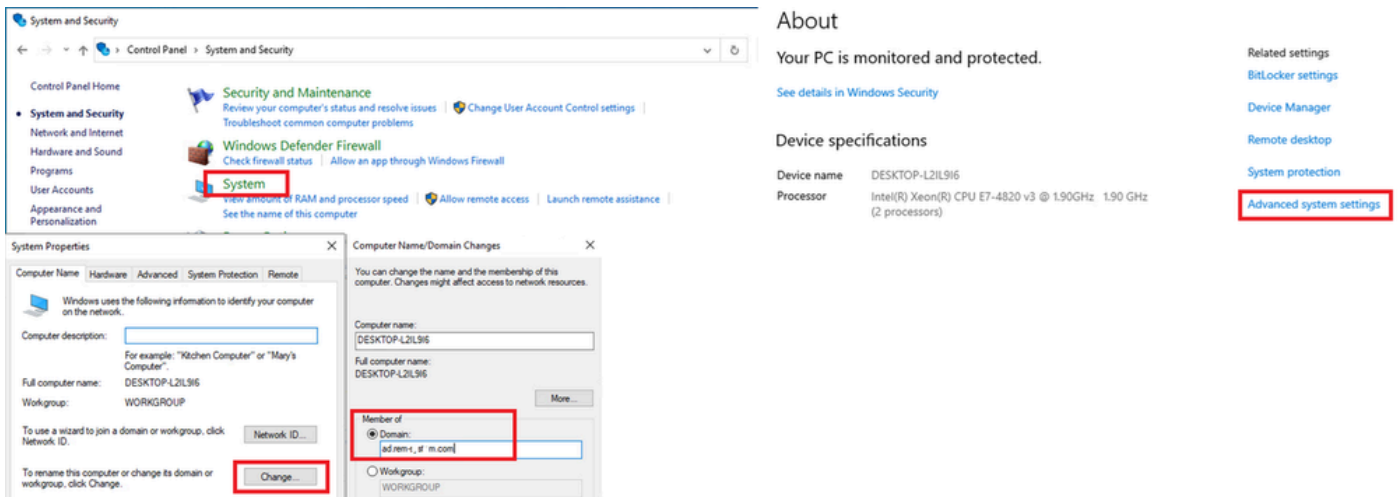 System and Security
Control Panel > System and Security
Control Panel Home
System and Security
Network and Internet
Hardware and Sound
Programs
User Accounts
Appearance and
Personalization
Security and Maintenance
Review your computer's status and resolve issues
Change User Account Control settings
Troubleshoot common computer problems
Windows Defender Firewall
Check firewall status
Allow an app through Windows Firewall
System
View amount of RAM and processor speed
Allow remote access
Launch remote assistance
See the name of this computer
About
Your PC is monitored and protected.
See details in Windows Security
Device specifications
Device name DESKTOP-L2IL9I6
Processor Intel(R) Xeon(R) CPU E7-4820 v3 @ 1.90GHz 1.90 GHz
(2 processors)
Related settings
BitLocker settings
Device Manager
Remote desktop
System protection
Advanced system settings
System Properties
Computer Name Hardware Advanced System Protection Remote
Windows uses the following information to identify your computer
on the network.
Computer description:
For example: "Kitchen Computer" or "Mary's
Computer".
Full computer name: DESKTOP-L2IL9I6
Workgroup: WORKGROUP
To use a wizard to join a domain or workgroup, click
Network ID.
Network ID...
To rename this computer or change its domain or
workgroup, click Change.
Change...
Computer Name/Domain Changes
You can change the name and the membership of this
computer. Changes might affect access to network resources.
Computer name:
DESKTOP-L2IL9I6
Full computer name:
DESKTOP-L2IL9I6
More...
Member of
Domain:
Workgroup:
WORKGROUP